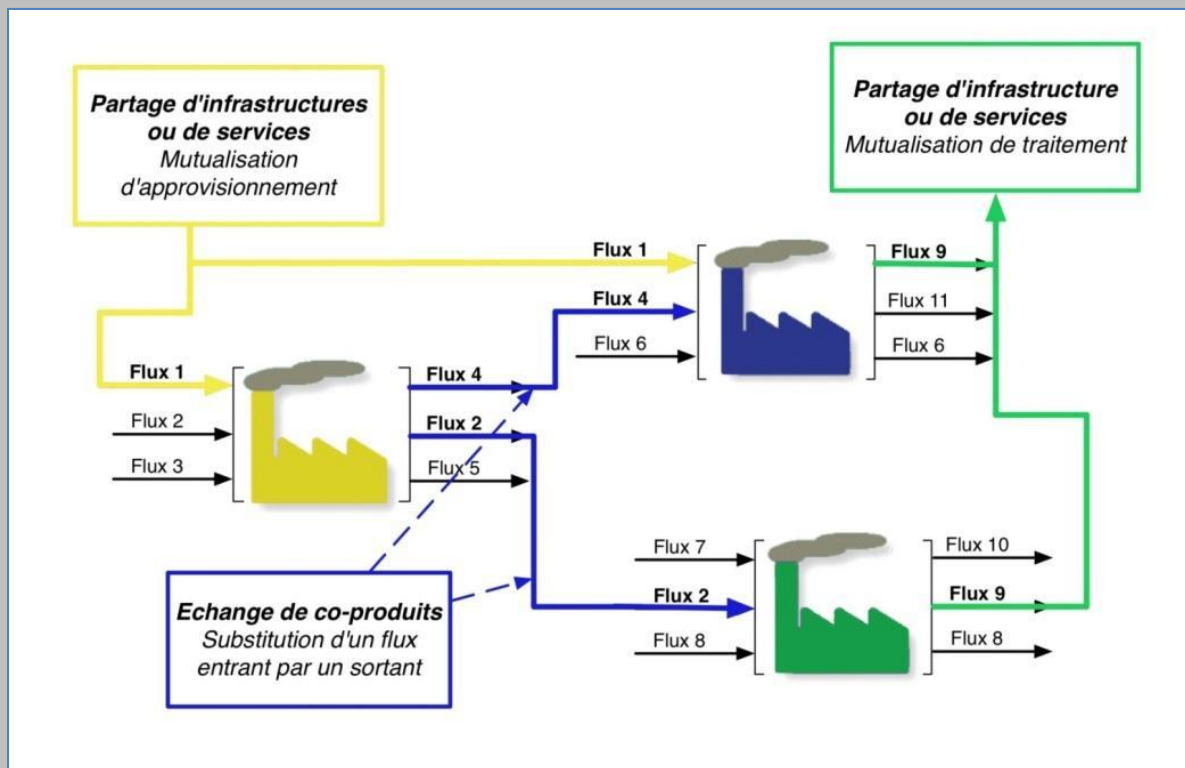 Partage d'infrastructures
ou de services
Mutualisation
d'approvisionnement
Partage d'infrastructure
ou de services
Mutualisation de traitement
Flux 1
Flux 4
Flux 6
Flux 9
Flux 11
Flux 6
Flux 1
Flux 2
Flux 3
Flux 4
Flux 2
Flux 5
Flux 7
Flux 2
Flux 8
Flux 10
Flux 9
Flux 8
Echange de co-produits
Substitution d'un flux
entrant par un sortant